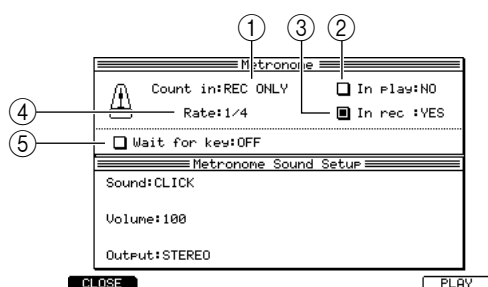 ① ③ ②
Metronome
Count in:REC ONLY
In play:NO
④ Rate:1/4
In rec :YES
⑤ Wait for key:OFF
Metronome Sound Setup
Sound:CLICK
Volume:100
Output:STEREO
CLOSE PLAY